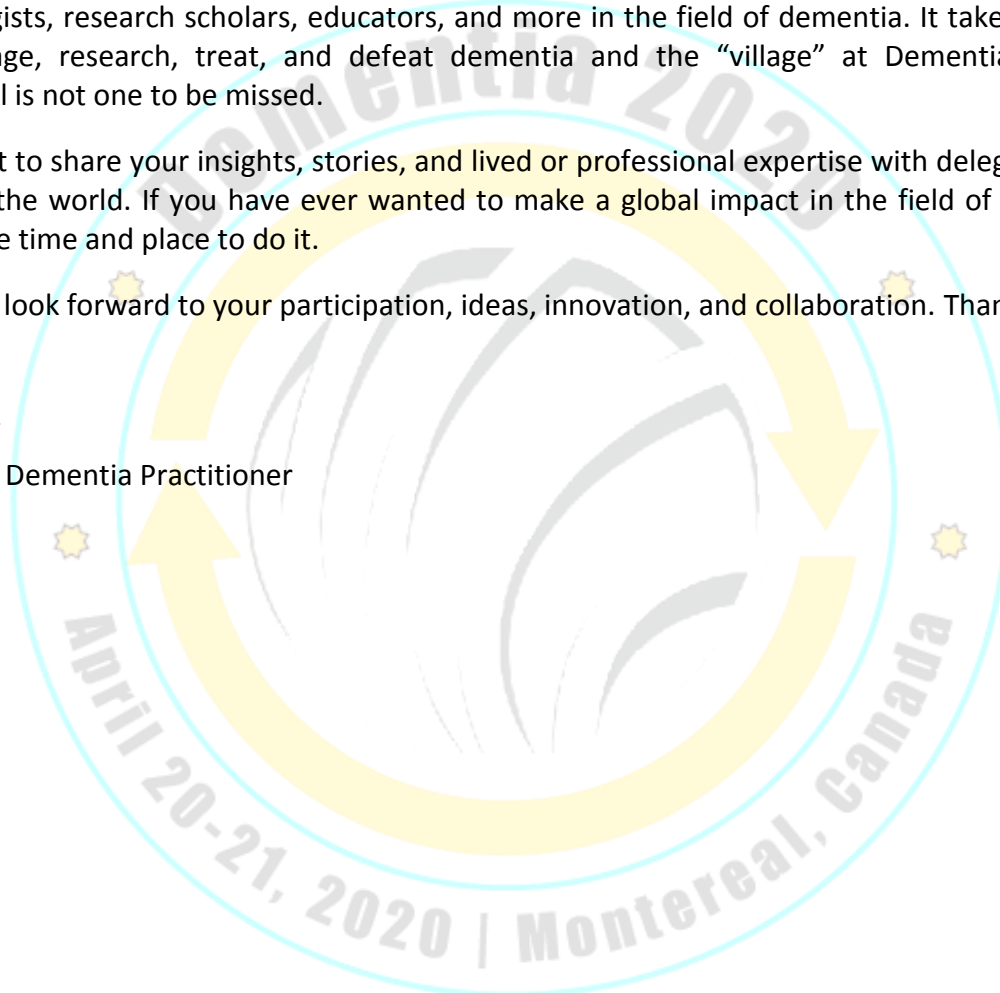 gists, research scholars, educators, and more in the field of dementia. It take
ge, research, treat, and defeat dementia and the “village” at Dementia
l is not one to be missed.
t to share your insights, stories, and lived or professional expertise with deleg
the world. If you have ever wanted to make a global impact in the field of
e time and place to do it.
look forward to your participation, ideas, innovation, and collaboration. Than
Dementia Practitioner
Dementia 2020
April 20-21, 2020 | Montereal, Canada